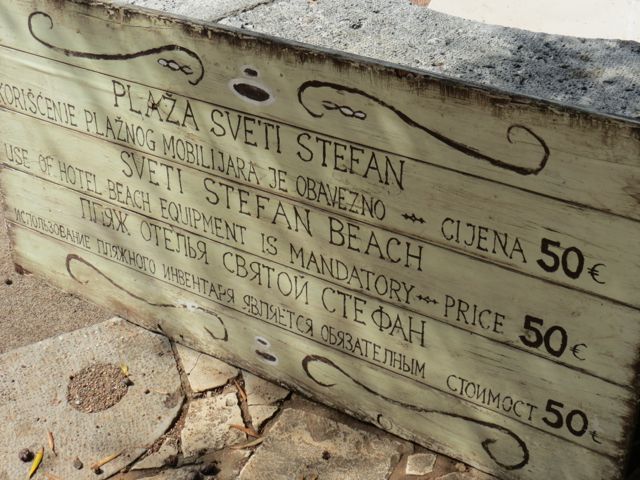 PLAŽA SVETI STEFAN
KORIŠĆENJE PLAŽNOG MOBILIJARA JE OBAVEZNO CIJENA 50 €
SVETI STEFAN BEACH
USE OF HOTEL BEACH EQUIPMENT IS MANDATORY PRICE 50 €
ПЛЯЖ ОТЕЛЬЯ СВЯТОЙ СТЕФАН
ИСПОЛЬЗОВАНИЕ ПЛЯЖНОГО ИНВЕНТАРЯ ЯВЛЯЕТСЯ ОБЯЗАТЕЛЬНЫМ СТОИМОСТ 50 €